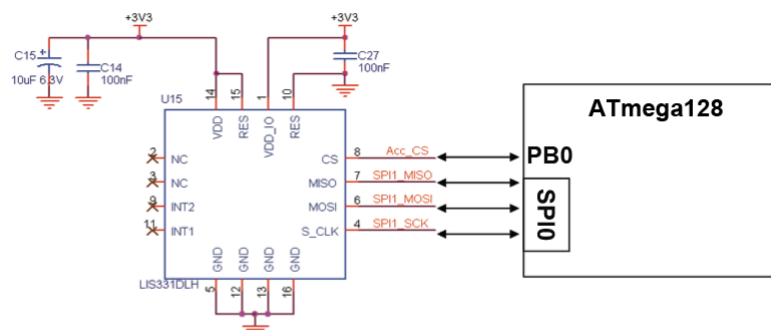 +3V3
+3V3
C15
+
10uF 6.3V
C14
100nF
C27
100nF
U15
14
15
1
10
VDD
RES
VDD_IO
RES
ATmega128
2
NC
CS
8
Acc_CS
PB0
3
NC
MISO
7
SPI1_MISO
9
INT2
MOSI
6
SPI1_MOSI
SPI0
11
INT1
S_CLK
4
SPI1_SCK
GND
GND
GND
GND
LIS331DLH
5
12
13
16